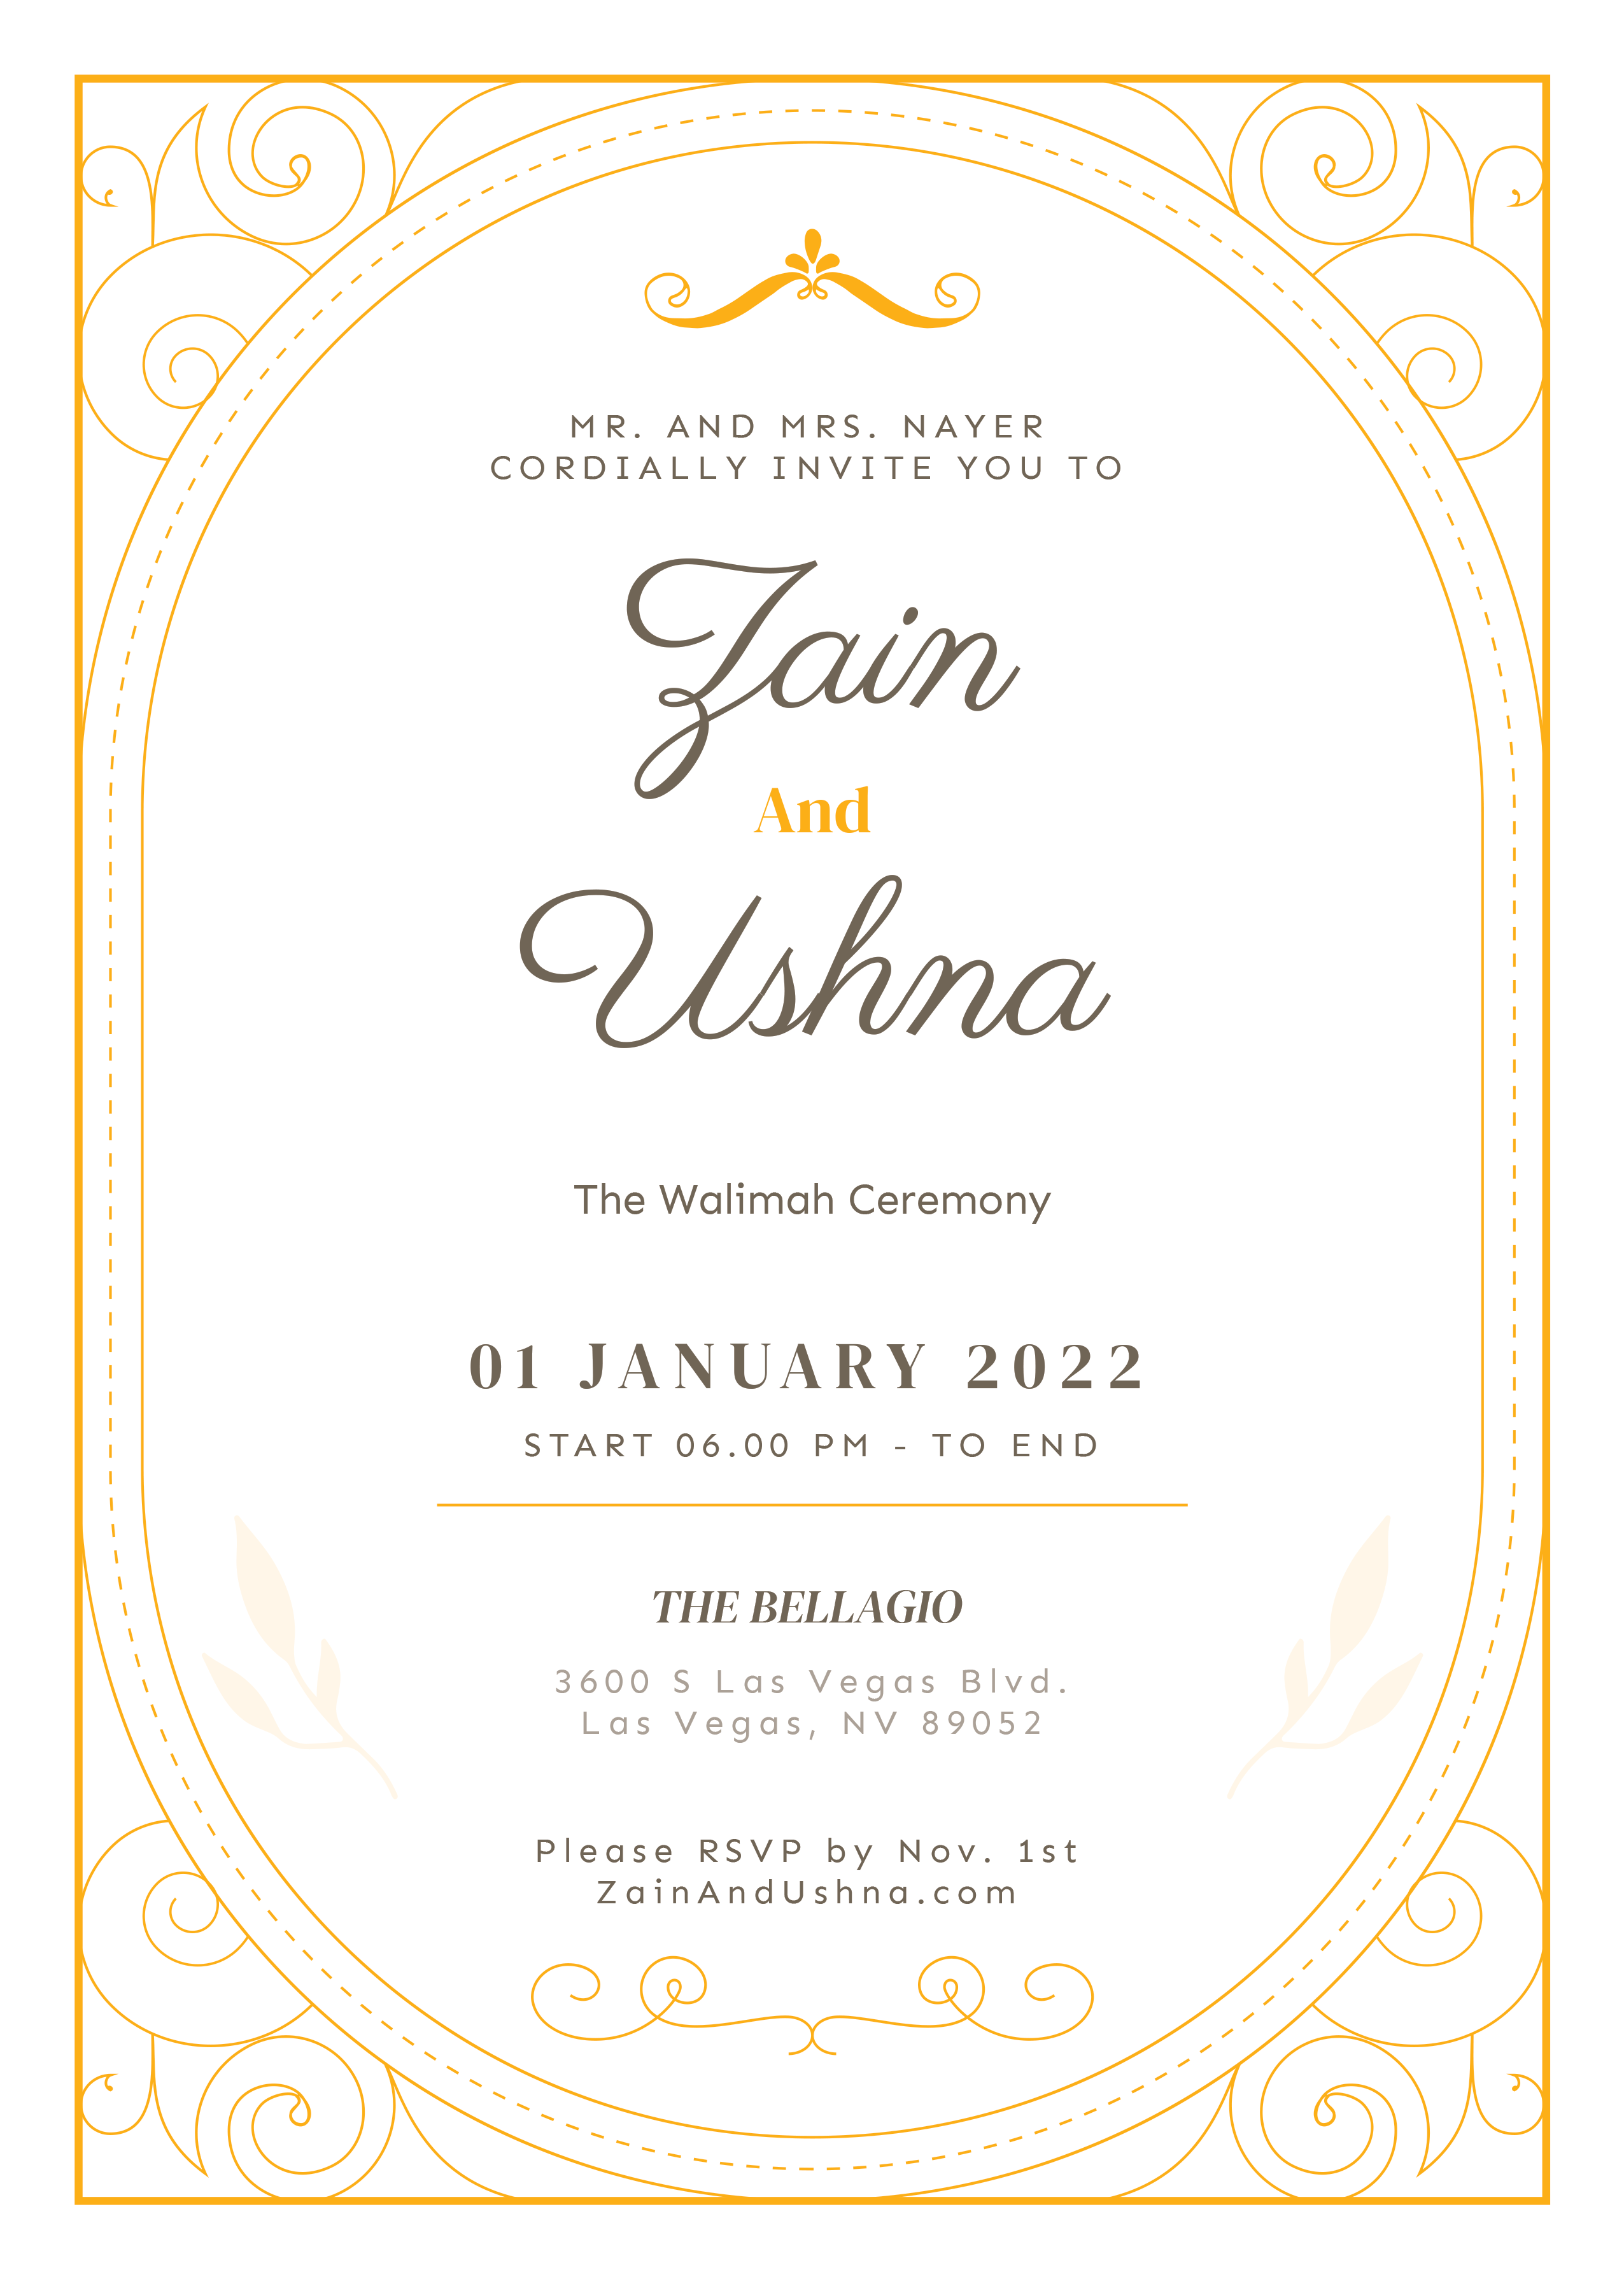 MR. AND MRS. NAYER
CORDIALLY INVITE YOU TO
Zain
And
Ushna
The Walimah Ceremony
01 JANUARY 2022
START 06.00 PM - TO END
THE BELLAGIO
3600 S Las Vegas Blvd.
Las Vegas, NV 89052
Please RSVP by Nov. 1st
ZainAndUshna.com